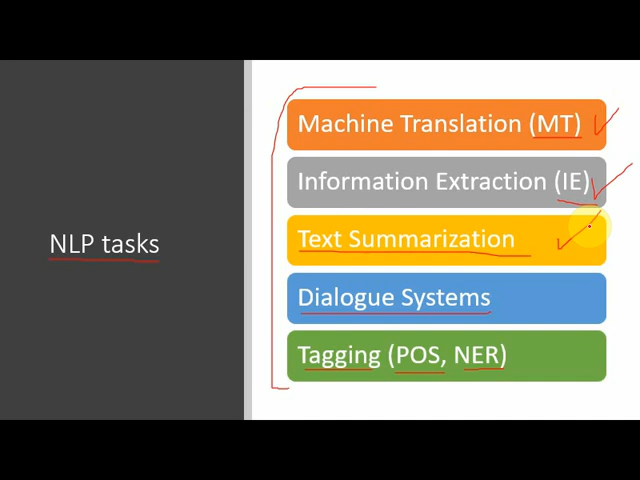 NLP tasks
Machine Translation (MT)
Information Extraction (IE)
Text Summarization
Dialogue Systems
Tagging (POS, NER)